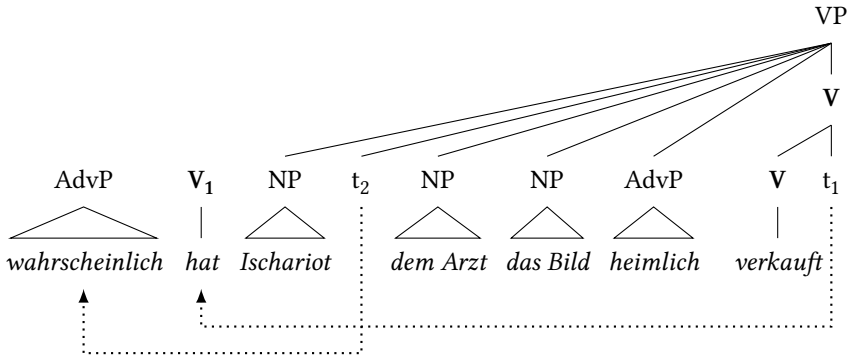 VP
V
AdvP V₁ NP t₂ NP NP AdvP V t₁
wahrscheinlich hat Ischariot dem Arzt das Bild heimlich verkauft